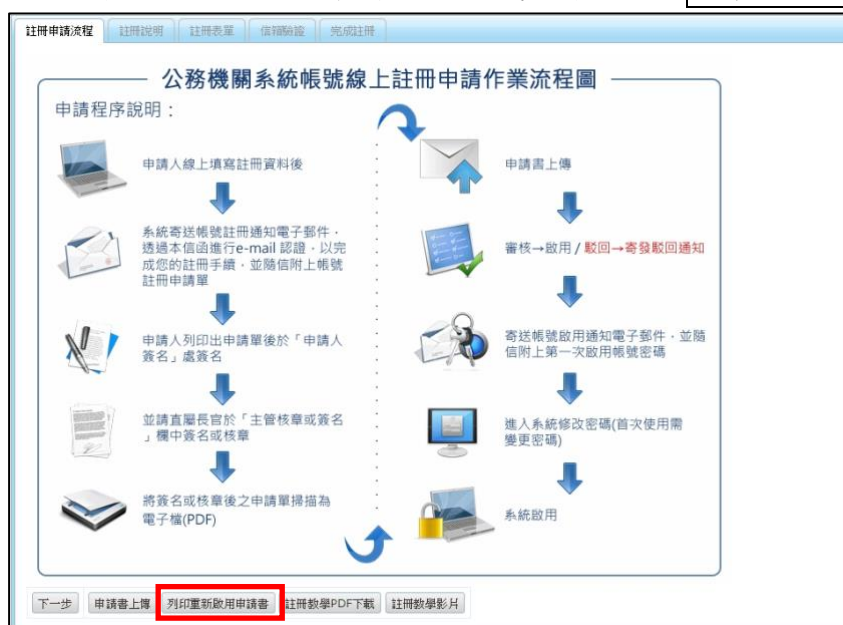 註冊申請流程
註冊說明
註冊表單
信箱驗證
完成註冊
公務機關系統帳號線上註冊申請作業流程圖
申請程序說明：
申請人線上填寫註冊資料後
系統寄送帳號註冊通知電子郵件，
透過本信函進行e-mail 認證，以完
成您的註冊手續，並隨信附上帳號
註冊申請單
申請人列印出申請單後於「申請人
簽名」處簽名
並請直屬長官於「主管核章或簽名
」欄中簽名或核章
將簽名或核章後之申請單掃描為
電子檔(PDF)
申請書上傳
審核→啟用 / 駁回→寄發駁回通知
寄送帳號啟用通知電子郵件，並隨
信附上第一次啟用帳號密碼
進入系統修改密碼(首次使用需
變更密碼)
系統啟用
下一步
申請書上傳
列印重新啟用申請書
註冊教學PDF下載
註冊教學影片